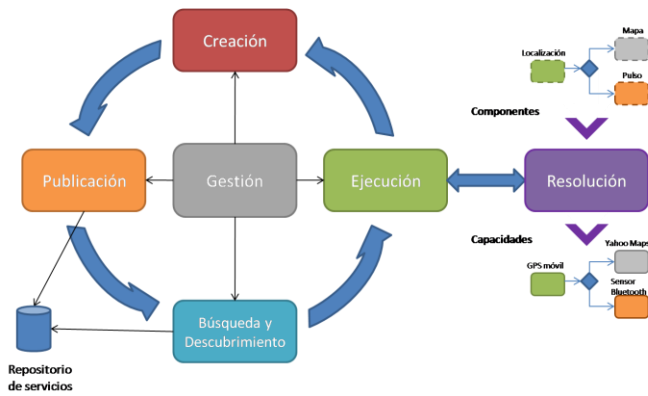 Creación
Mapa
Localización
Pulso
Componentes
Publicación
Gestión
Ejecución
Resolución
Capacidades
Yahoo Maps
GPS móvil
Sensor
Bluetooth
Búsqueda y
Descubrimiento
Repositorio
de servicios